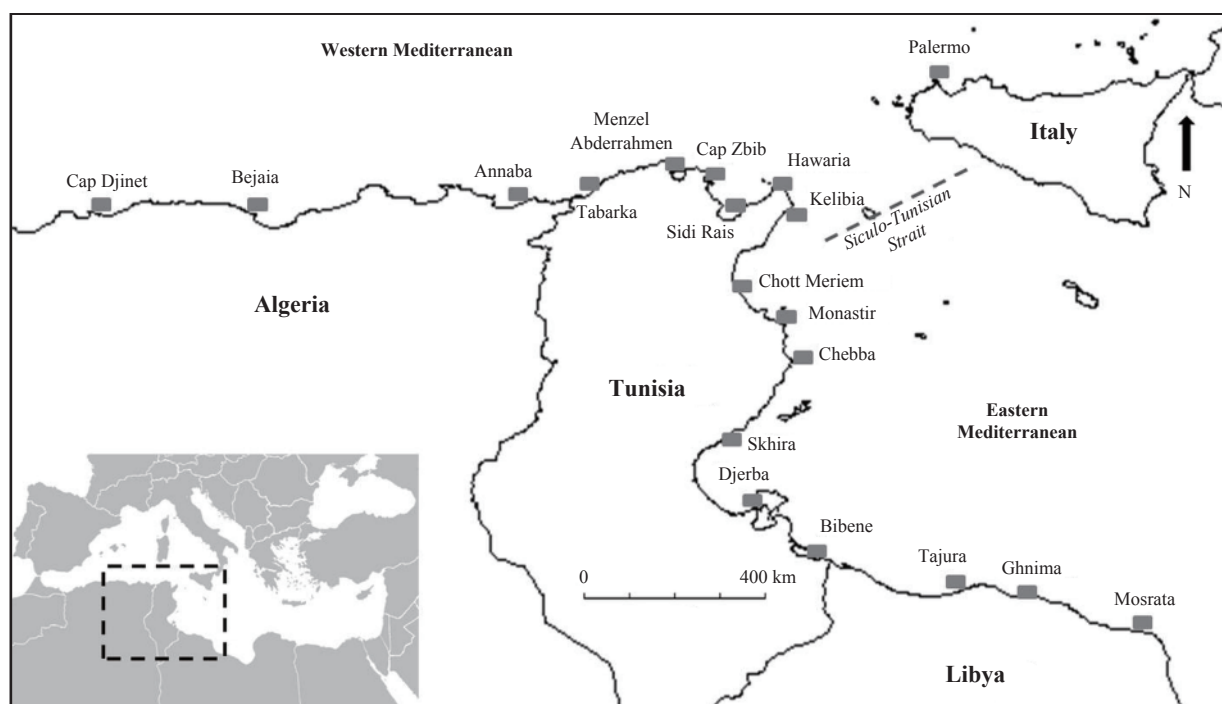 Western Mediterranean
Palermo
Italy
N
Menzel
Abderrahmen
Cap Zbib
Hawaria
Annaba
Cap Djinet
Bejaia
Tabarka
Sidi Rais
Kelibia
Siculo-Tunisian
Strait
Chott Meriem
Algeria
Monastir
Chebba
Tunisia
Eastern
Mediterranean
Skhira
Djerba
Bibene
Tajura
Ghnima
Mosrata
0 400 km
Libya